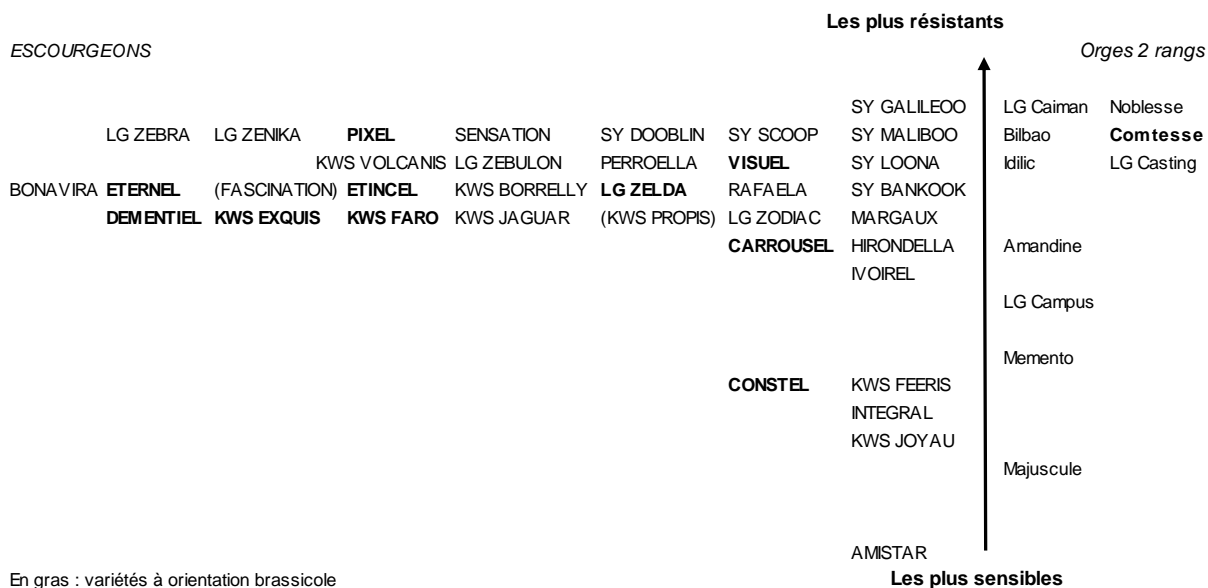 Les plus résistants
ESCOURGEONS Orges 2 rangs
SY GALILEOO LG Caiman Noblesse
LG ZEBRA LG ZENIKA PIXEL SENSATION SY DOOBLIN SY SCOOP SY MALIBOO Bilbao Comtesse
KWS VOLCANIS LG ZEBULON PERROELLA VISUEL SY LOONA Idilic LG Casting
BONAVIRA ETERNEL (FASCINATION) ETINCEL KWS BORRELLY LG ZELDA RAFAELA SY BANKOOK
DEMENTIEL KWS EXQUIS KWS FARO KWS JAGUAR (KWS PROPIS) LG ZODIAC MARGAUX
CARROUSEL HIRONDELLA Amandine
IVOIREL
LG Campus
Memento
CONSTEL KWS FEERIS
INTEGRAL
KWS JOYAU
Majuscule
AMISTAR
En gras : variétés à orientation brassicole Les plus sensibles